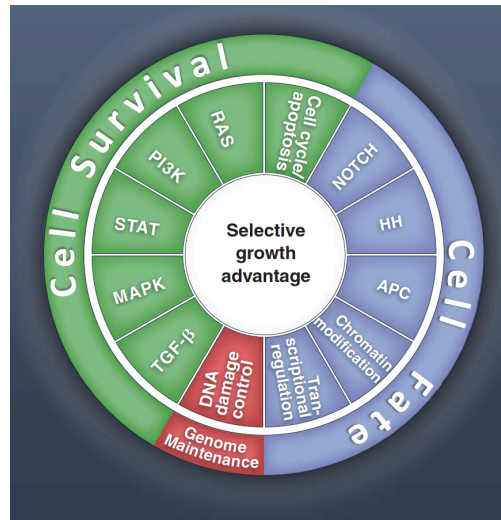 Cell Survival
Cell Fate
Genome
Maintenance
Cell cycle/
apoptosis
NOTCH
HH
APC
Chromatin
modification
Tran-
scriptional
regulation
DNA
damage
control
TGF-β
MAPK
STAT
PI3K
RAS
Selective
growth
advantage